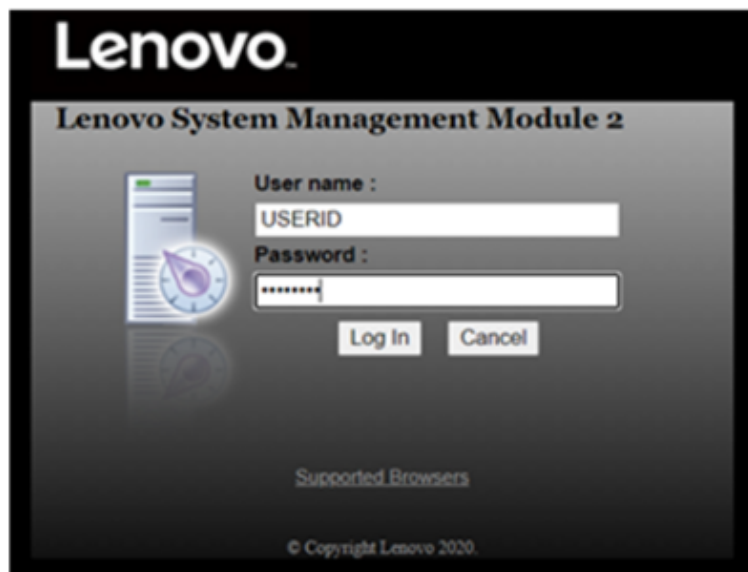 Lenovo
Lenovo System Management Module 2
User name :
USERID
Password :
••••••••
Log In
Cancel
Supported Browsers
© Copyright Lenovo 2020.